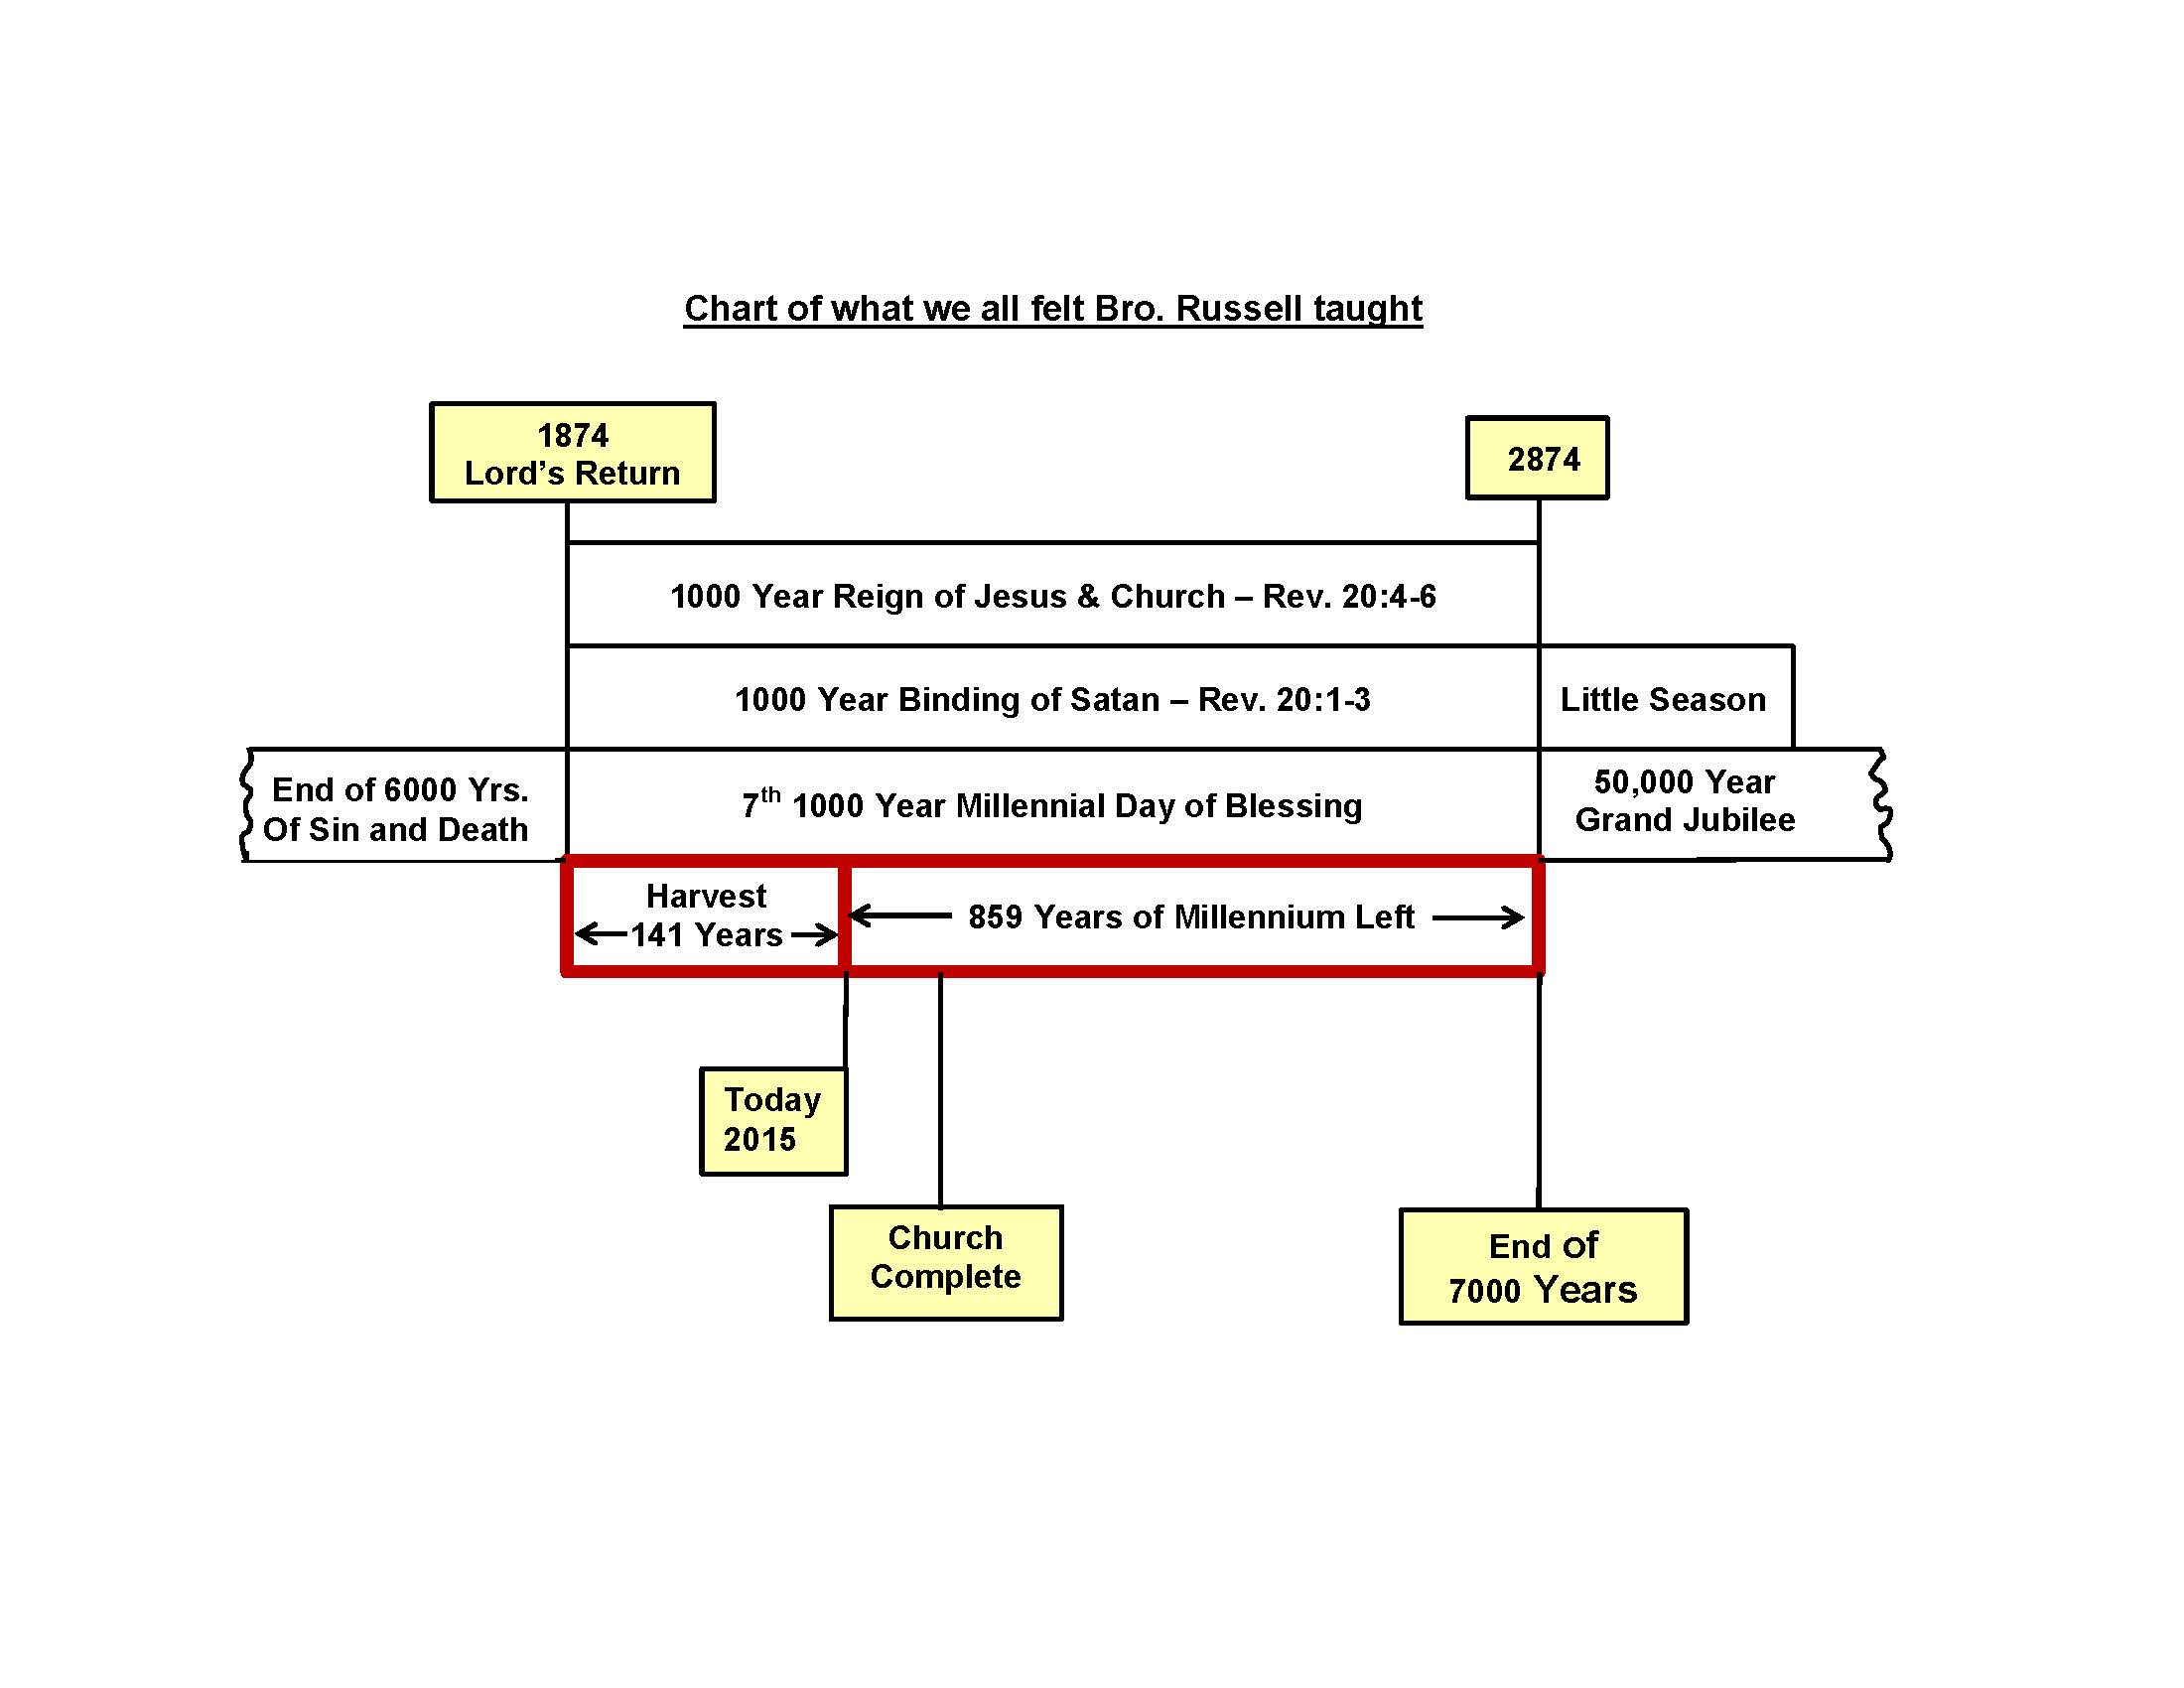 Chart of what we all felt Bro. Russell taught
1874
Lord’s Return
2874
1000 Year Reign of Jesus & Church – Rev. 20:4-6
1000 Year Binding of Satan – Rev. 20:1-3
Little Season
End of 6000 Yrs.
Of Sin and Death
7th 1000 Year Millennial Day of Blessing
50,000 Year
Grand Jubilee
Harvest
141 Years
859 Years of Millennium Left
Today
2015
Church
Complete
End of
7000 Years